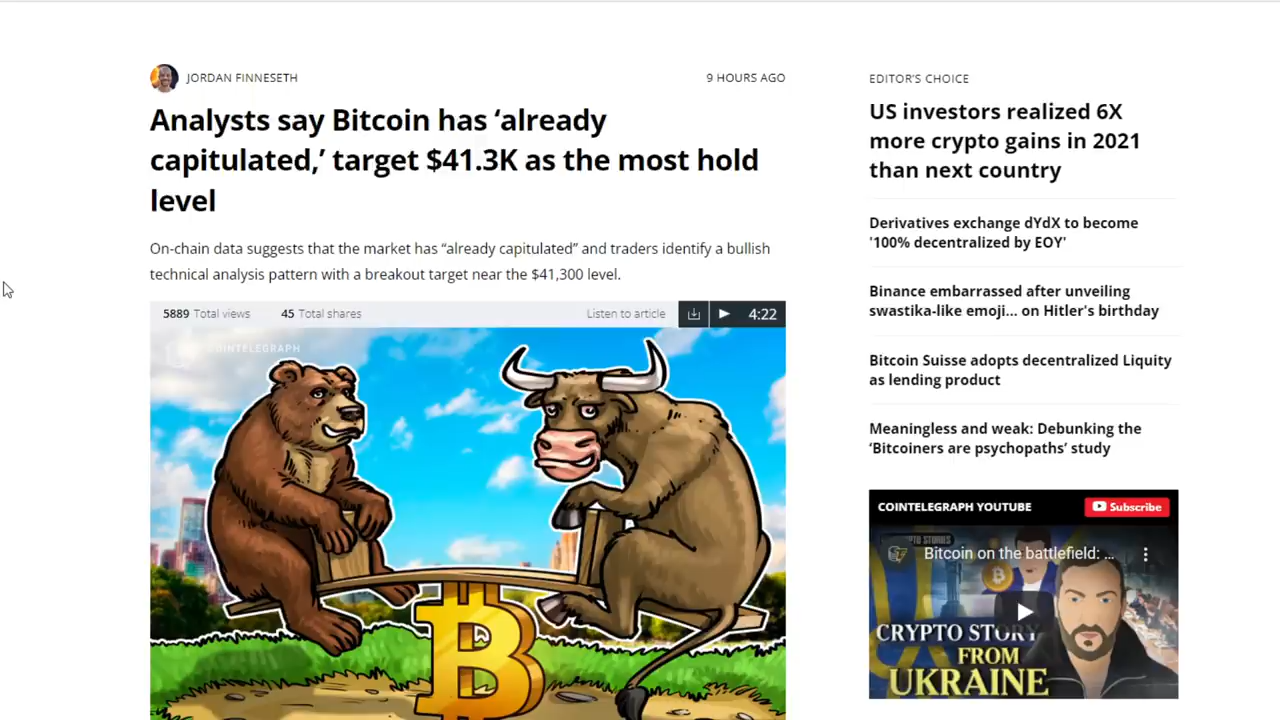 JORDAN FINNESETH
9 HOURS AGO
Analysts say Bitcoin has ‘already
capitulated,’ target $41.3K as the most hold
level
On-chain data suggests that the market has “already capitulated” and traders identify a bullish
technical analysis pattern with a breakout target near the $41,300 level.
5889 Total views
45 Total shares
Listen to article
4:22
COINTELEGRAPH
EDITOR'S CHOICE
US investors realized 6X
more crypto gains in 2021
than next country
Derivatives exchange dYdX to become
'100% decentralized by EOY'
Binance embarrassed after unveiling
swastika-like emoji... on Hitler's birthday
Bitcoin Suisse adopts decentralized Liquity
as lending product
Meaningless and weak: Debunking the
‘Bitcoiners are psychopaths’ study
COINTELEGRAPH YOUTUBE
Subscribe
Bitcoin on the battlefield: ...
CRYPTO STORY
FROM
UKRAINE